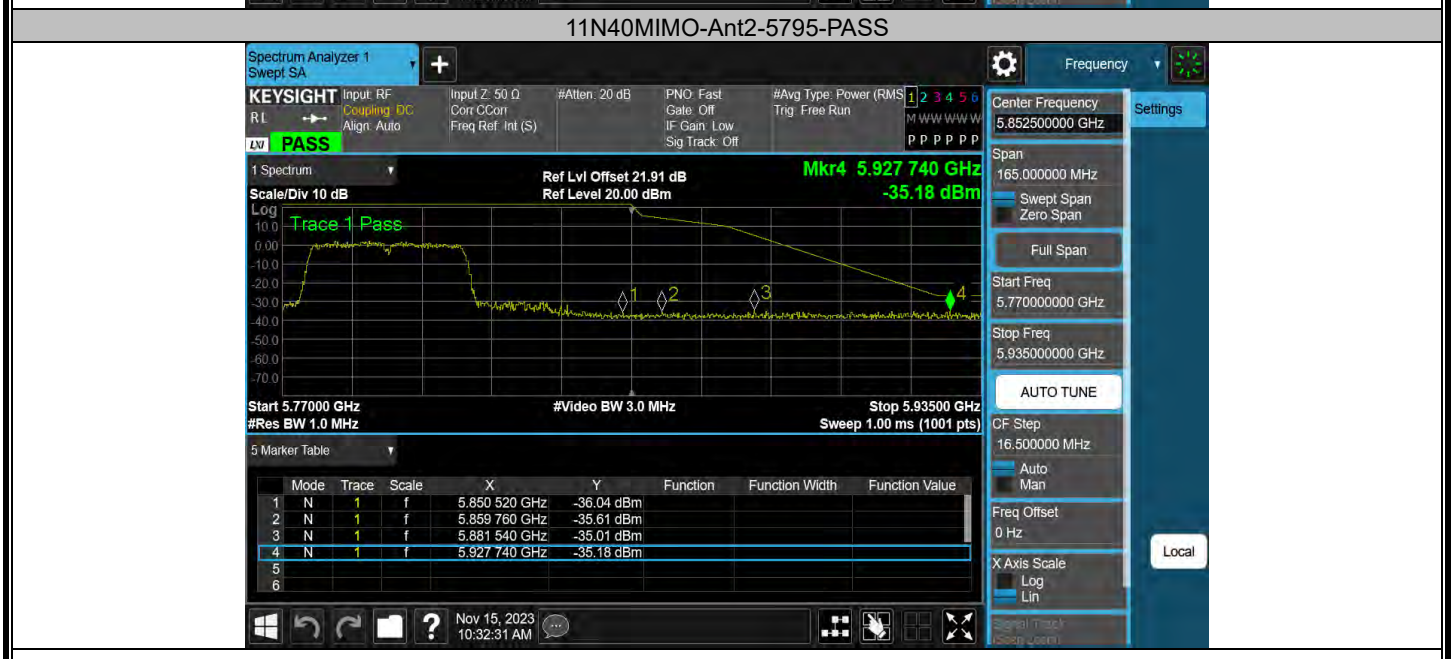 11N40MIMO-Ant2-5795-PASS
Spectrum Analyzer 1
Swept SA
Frequency
KEYSIGHT
RL
LXI
PASS
Input: RF
Coupling: DC
Align: Auto
Input Z: 50 Ω
Corr CCorr
Freq Ref: Int (S)
#Atten: 20 dB
PNO: Fast
Gate: Off
IF Gain: Low
Sig Track: Off
#Avg Type: Power (RMS
Trig: Free Run
1 2 3 4 5 6
M W W W W W
P P P P P P
1 Spectrum
Scale/Div 10 dB
Ref Lvl Offset 21.91 dB
Ref Level 20.00 dBm
Mkr4 5.927 740 GHz
-35.18 dBm
Log
Trace 1 Pass
10.0
0.00
-10.0
-20.0
-30.0
-40.0
-50.0
-60.0
-70.0
1
2
3
4
Start 5.77000 GHz
#Video BW 3.0 MHz
Stop 5.93500 GHz
#Res BW 1.0 MHz
Sweep 1.00 ms (1001 pts)
5 Marker Table
Mode Trace Scale X Y Function Function Width Function Value
1 N 1 f 5.850 520 GHz -36.04 dBm
2 N 1 f 5.859 760 GHz -35.61 dBm
3 N 1 f 5.881 540 GHz -35.01 dBm
4 N 1 f 5.927 740 GHz -35.18 dBm
5
6
Nov 15, 2023
10:32:31 AM
?
Center Frequency
5.852500000 GHz
Settings
Span
165.000000 MHz
Swept Span
Zero Span
Full Span
Start Freq
5.770000000 GHz
Stop Freq
5.935000000 GHz
AUTO TUNE
CF Step
16.500000 MHz
Auto
Man
Freq Offset
0 Hz
X Axis Scale
Log
Lin
Signal Track
(Span Zoom)
Local